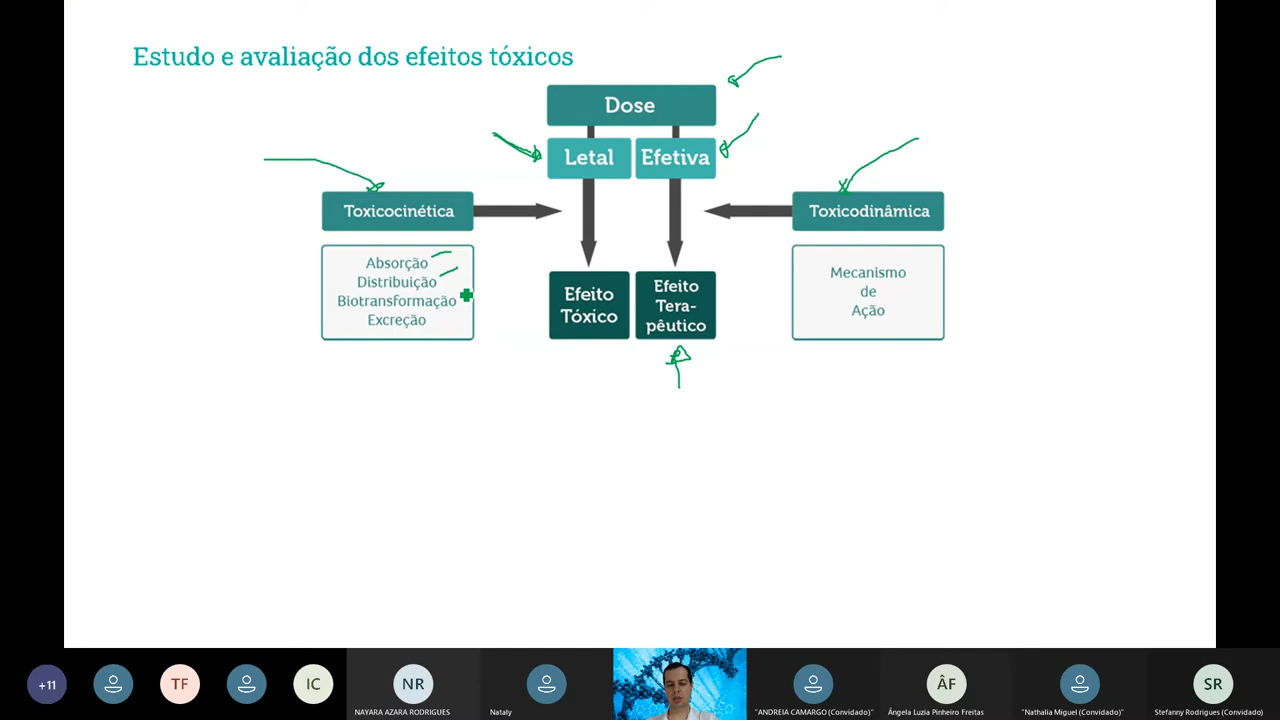 Estudo e avaliação dos efeitos tóxicos
Dose
Letal
Efetiva
Toxicocinética
Toxicodinâmica
Absorção
Distribuição
Biotransformação
Excreção
Efeito
Tóxico
Efeito
Tera-
pêutico
Mecanismo
de
Ação
+11
TF
IC
NR
NAYARA AZARA RODRIGUES
Nataly
"ANDREIA CAMARGO (Convidado)"
ÂF
Ângela Luzia Pinheiro Freitas
"Nathalia Miguel (Convidado)"
SR
Stefanny Rodrigues (Convidado)